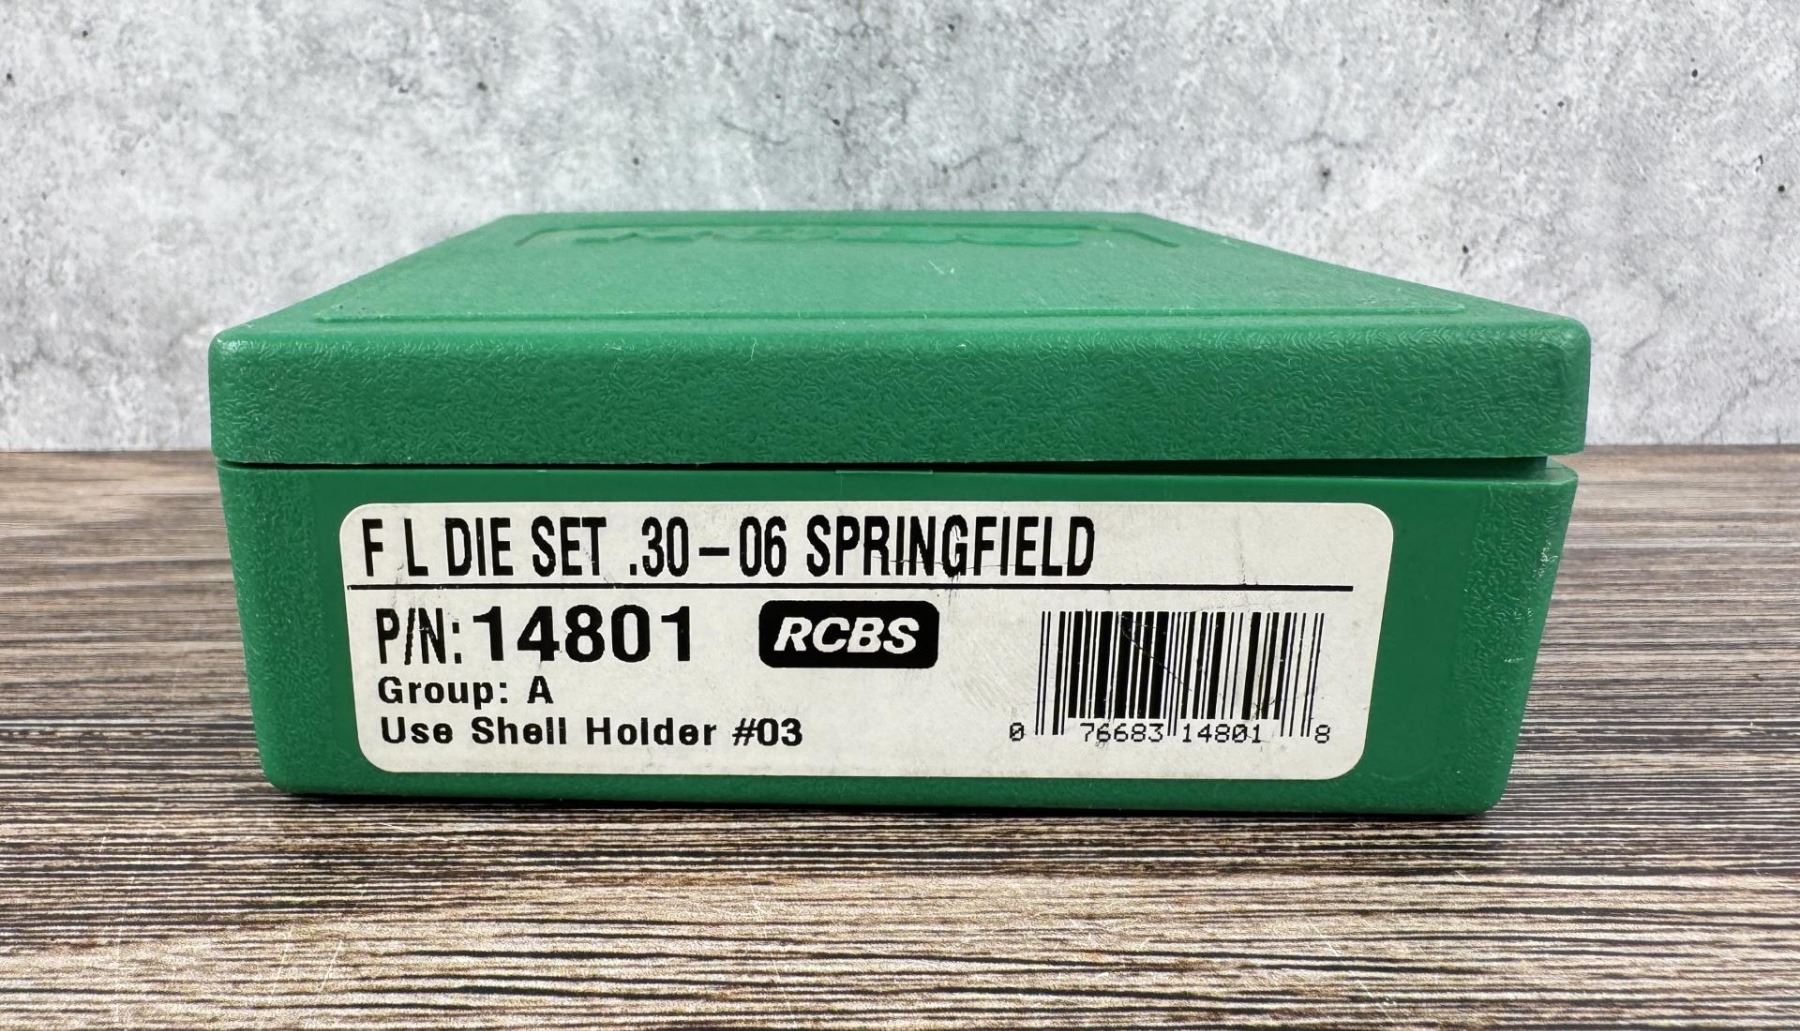 F L DIE SET .30-06 SPRINGFIELD
P/N: 14801 RCBS
Group: A
Use Shell Holder #03
0 76683 14801 8